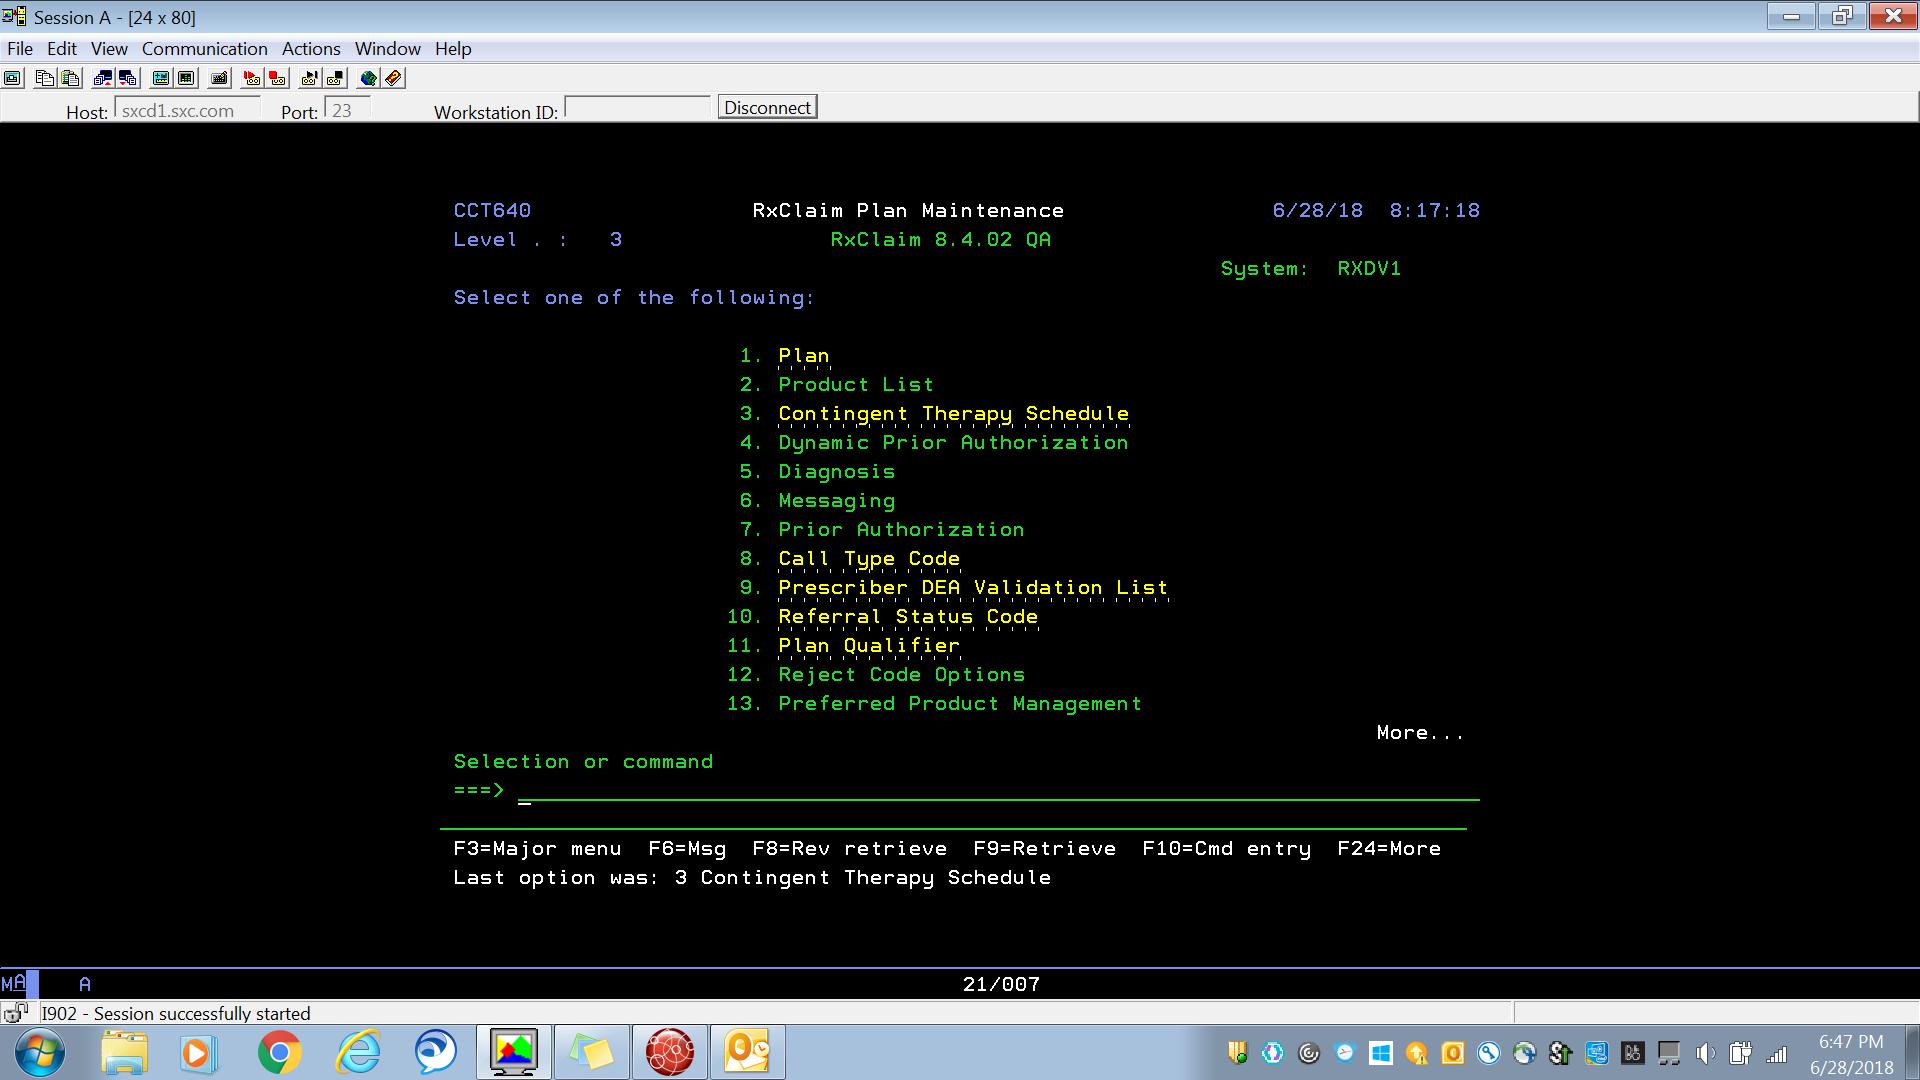 Session A - [24 x 80]
File Edit View Communication Actions Window Help
Host: sxcd1.sxc.com Port: 23 Workstation ID: Disconnect
CCT640 RxClaim Plan Maintenance 6/28/18 8:17:18
Level . : 3 RxClaim 8.4.02 QA
System: RXDV1
Select one of the following:
1. Plan
2. Product List
3. Contingent Therapy Schedule
4. Dynamic Prior Authorization
5. Diagnosis
6. Messaging
7. Prior Authorization
8. Call Type Code
9. Prescriber DEA Validation List
10. Referral Status Code
11. Plan Qualifier
12. Reject Code Options
13. Preferred Product Management
More...
Selection or command
===>
F3=Major menu F6=Msg F8=Rev retrieve F9=Retrieve F10=Cmd entry F24=More
Last option was: 3 Contingent Therapy Schedule
MA A 21/007
I902 - Session successfully started
6:47 PM
6/28/2018